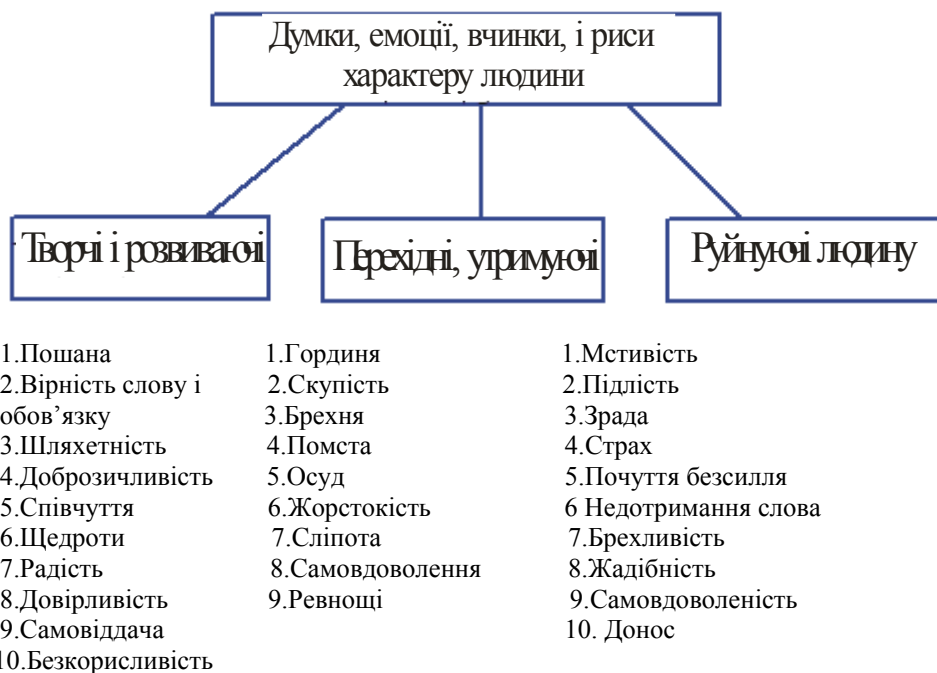 Думки, емоції, вчинки, і риси
характеру людини
Творчі і розвиваючі
Перехідні, утримуючі
Руйнуючі людину
1.Пошана
2.Вірність слову і
обов’язку
3.Шляхетність
4.Доброзичливість
5.Співчуття
6.Щедроти
7.Радість
8.Довірливість
9.Самовіддача
10.Безкорисливість
1.Гординя
2.Скупість
3.Брехня
4.Помста
5.Осуд
6.Жорстокість
7.Сліпота
8.Самовдоволення
9.Ревнощі
1.Мстивість
2.Підлість
3.Зрада
4.Страх
5.Почуття безсилля
6 Недотримання слова
7.Брехливість
8.Жадібність
9.Самовдоволеність
10. Донос